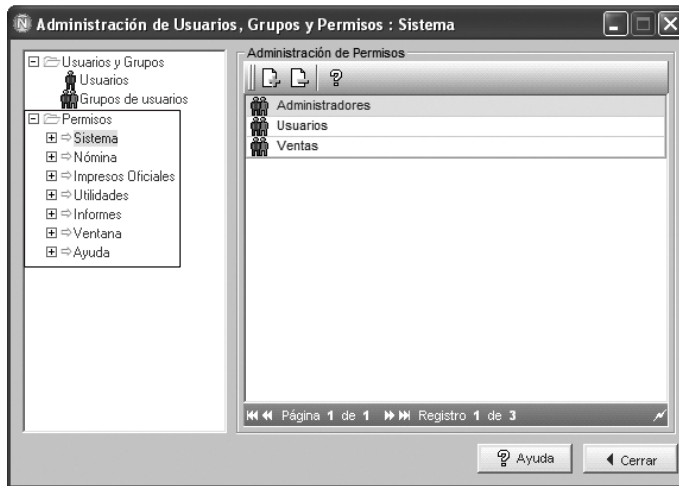 Administración de Usuarios, Grupos y Permisos : Sistema
Usuarios y Grupos
Usuarios
Grupos de usuarios
Permisos
Sistema
Nómina
Impresos Oficiales
Utilidades
Informes
Ventana
Ayuda
Administración de Permisos
Administradores
Usuarios
Ventas
Página 1 de 1 Registro 1 de 3
Ayuda
Cerrar